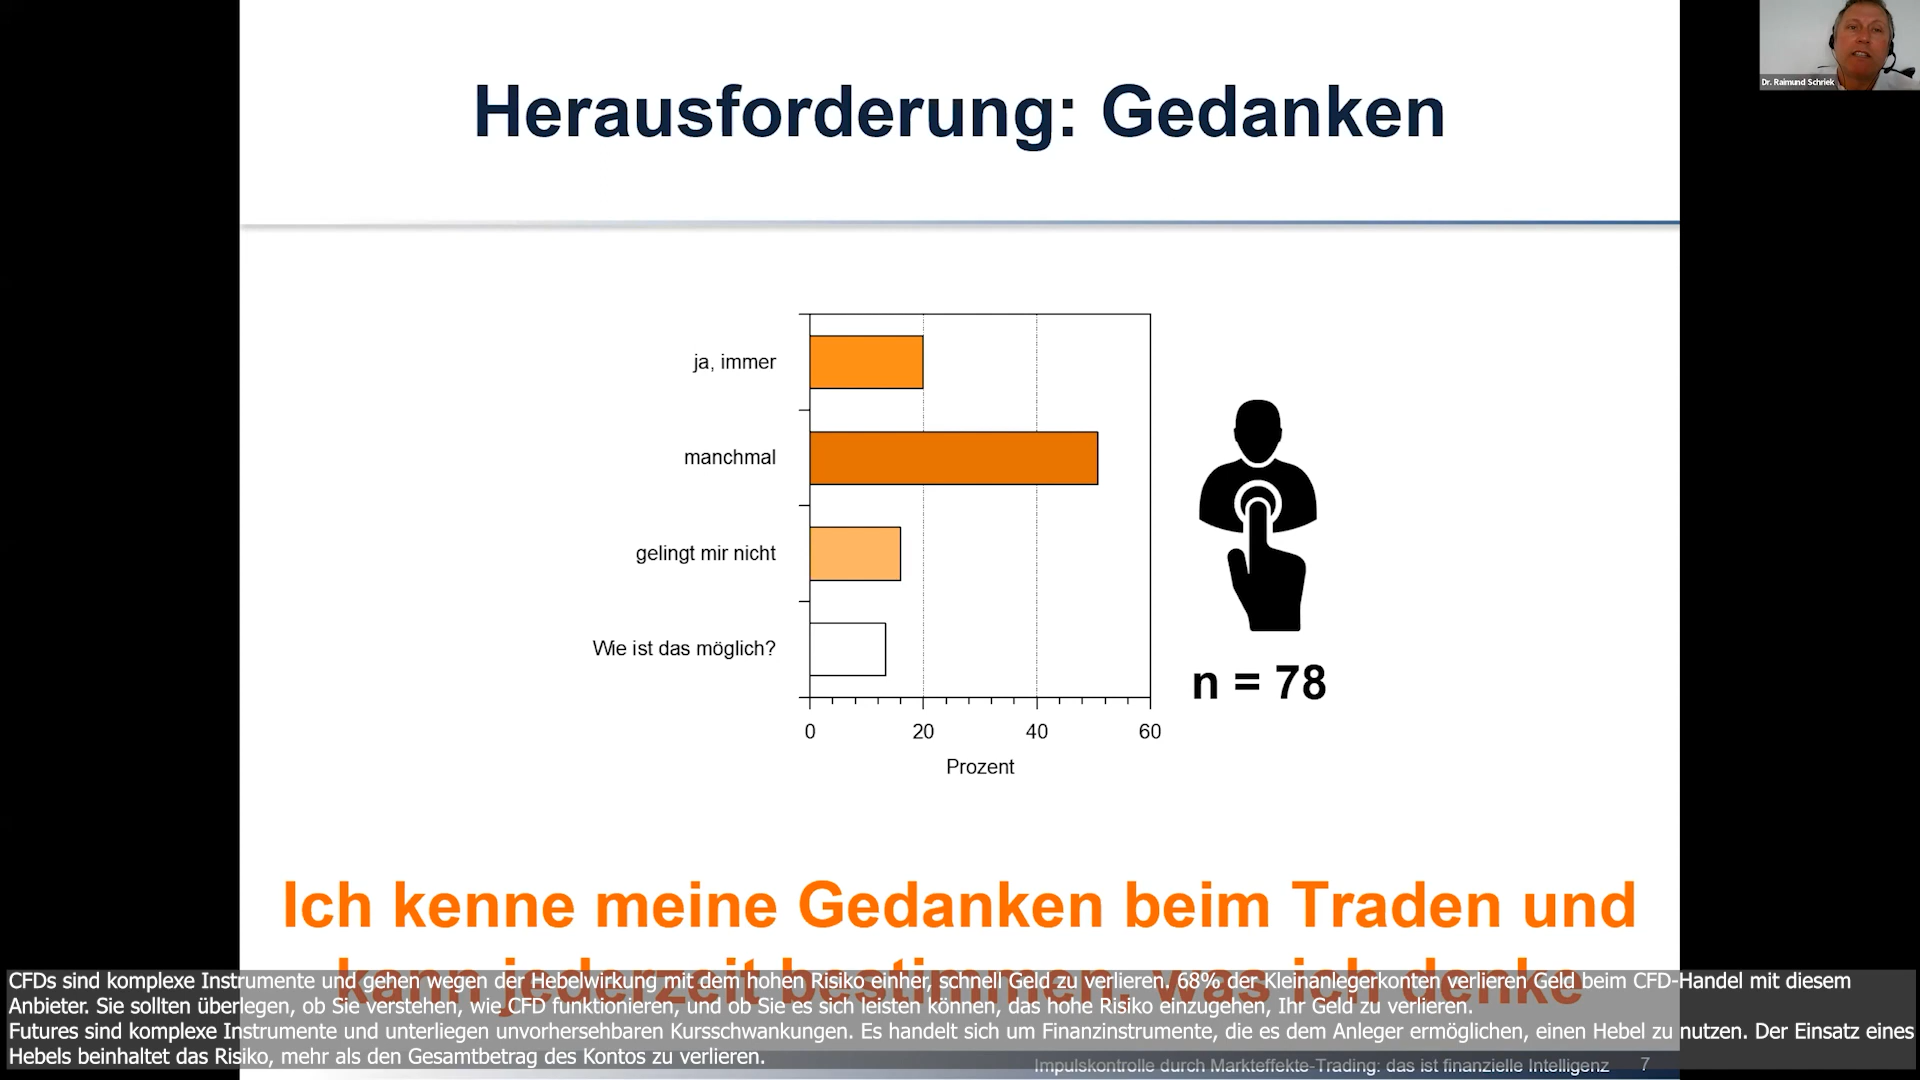 Herausforderung: Gedanken
Dr. Raimund Schriek
ja, immer
manchmal
gelingt mir nicht
Wie ist das möglich?
0 20 40 60
Prozent
n = 78
Ich kenne meine Gedanken beim Traden und
kann jederzeit bestimmen, was ich denke
CFDs sind komplexe Instrumente und gehen wegen der Hebelwirkung mit dem hohen Risiko einher, schnell Geld zu verlieren. 68% der Kleinanlegerkonten verlieren Geld beim CFD-Handel mit diesem
Anbieter. Sie sollten überlegen, ob Sie verstehen, wie CFD funktionieren, und ob Sie es sich leisten können, das hohe Risiko einzugehen, Ihr Geld zu verlieren.
Futures sind komplexe Instrumente und unterliegen unvorhersehbaren Kursschwankungen. Es handelt sich um Finanzinstrumente, die es dem Anleger ermöglichen, einen Hebel zu nutzen. Der Einsatz eines
Hebels beinhaltet das Risiko, mehr als den Gesamtbetrag des Kontos zu verlieren.
Impulskontrolle durch Markteffekte-Trading: das ist finanzielle Intelligenz 7